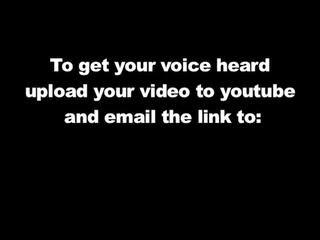 To get your voice heard
upload your video to youtube
and email the link to: